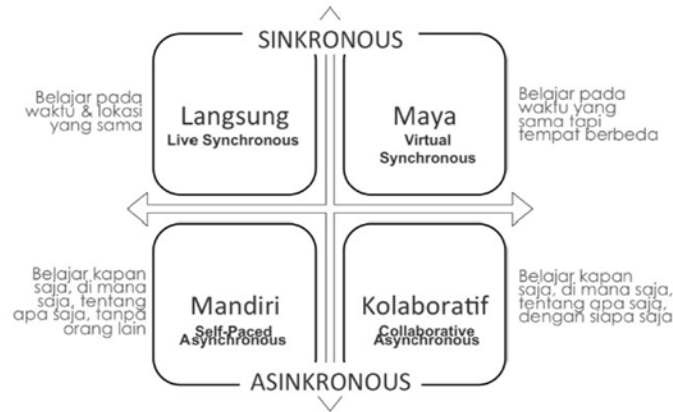 SINKRONOUS
Belajar pada
waktu & lokasi
yang sama
Langsung
Live Synchronous
Maya
Virtual
Synchronous
Belajar pada
waktu yang
sama tapi
tempat berbeda
Belajar kapan
saja, di mana
saja, tentang
apa saja, tanpa
orang lain
Mandiri
Self-Paced
Asynchronous
Kolaboratif
Collaborative
Asynchronous
Belajar kapan
saja, di mana saja,
tentang apa saja,
dengan siapa saja
ASINKRONOUS